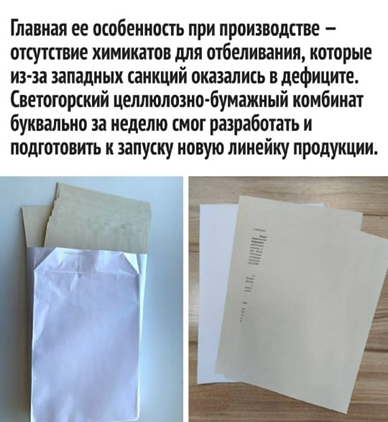 Главная ее особенность при производстве –
отсутствие химикатов для отбеливания, которые
из-за западных санкций оказались в дефиците.
Светогорский целлюлозно-бумажный комбинат
буквально за неделю смог разработать и
подготовить к запуску новую линейку продукции.